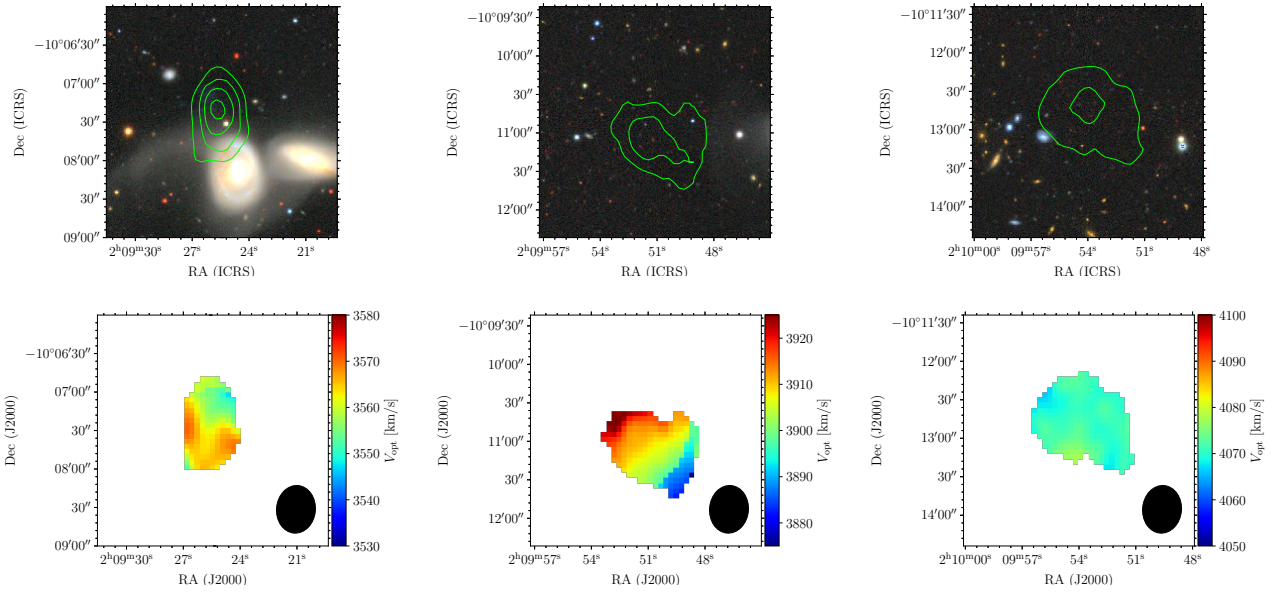 −10°06′30″
07′00″
30″
08′00″
30″
09′00″
Dec (ICRS)
2ʰ09ᵐ30ˢ
27ˢ
24ˢ
21ˢ
RA (ICRS)
−10°09′30″
10′00″
30″
11′00″
30″
12′00″
Dec (ICRS)
2ʰ09ᵐ57ˢ
54ˢ
51ˢ
48ˢ
RA (ICRS)
−10°11′30″
12′00″
30″
13′00″
30″
14′00″
Dec (ICRS)
2ʰ10ᵐ00ˢ
09ᵐ57ˢ
54ˢ
51ˢ
48ˢ
RA (ICRS)
−10°06′30″
07′00″
30″
08′00″
30″
09′00″
Dec (J2000)
2ʰ09ᵐ30ˢ
27ˢ
24ˢ
21ˢ
RA (J2000)
3580
3570
3560
3550
3540
3530
Vopt [km/s]
−10°09′30″
10′00″
30″
11′00″
30″
12′00″
Dec (J2000)
2ʰ09ᵐ57ˢ
54ˢ
51ˢ
48ˢ
RA (J2000)
3920
3910
3900
3890
3880
Vopt [km/s]
−10°11′30″
12′00″
30″
13′00″
30″
14′00″
Dec (J2000)
2ʰ10ᵐ00ˢ
09ᵐ57ˢ
54ˢ
51ˢ
48ˢ
RA (J2000)
4100
4090
4080
4070
4060
4050
Vopt [km/s]